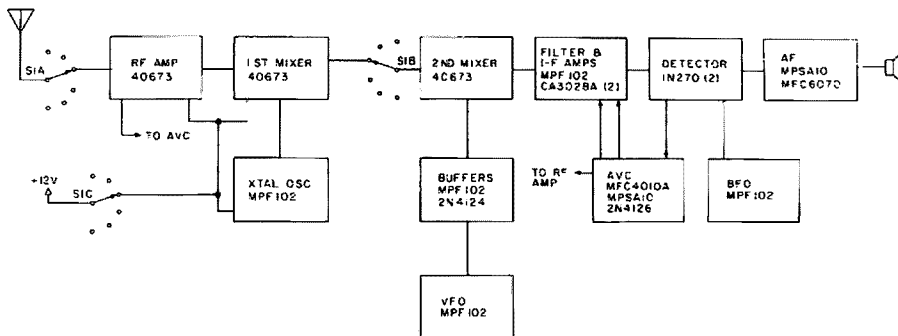 S1A
RF AMP
40673
TO AVC
1ST MIXER
40673
S1B
2ND MIXER
40673
FILTER &
I-F AMPS
MPF102
CA3028A (2)
DETECTOR
1N270 (2)
AF
MPSA10
MFC6070
+12V
S1C
XTAL OSC
MPF102
BUFFERS
MPF102
2N4124
TO RF
AMP
AVC
MFC4010A
MPSA10
2N4126
BFO
MPF102
VFO
MPF102